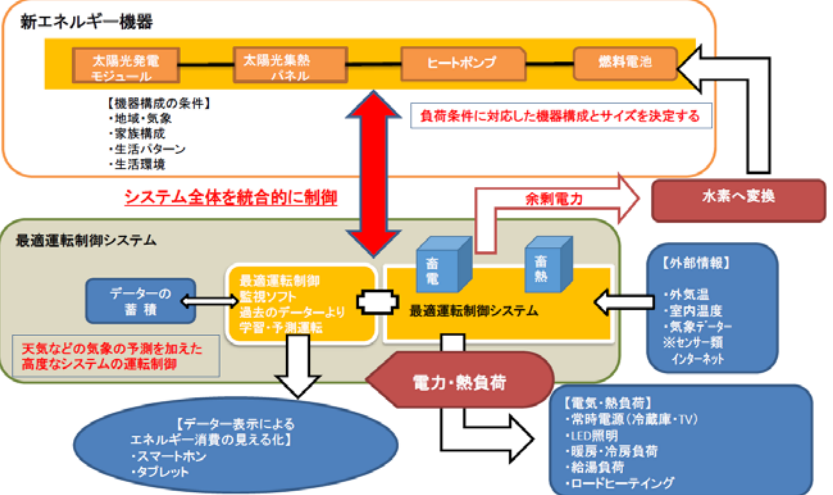 新エネルギー機器
太陽光発電
モジュール
太陽光集熱
パネル
ヒートポンプ
燃料電池
【機器構成の条件】
・地域・気象
・家族構成
・生活パターン
・生活環境
負荷条件に対応した機器構成とサイズを決定する
システム全体を統合的に制御
余剰電力
水素へ変換
最適運転制御システム
データーの
蓄 積
最適運転制御
監視ソフト
過去のデーターより
学習・予測運転
畜
電
畜
熱
最適運転制御システム
【外部情報】
・外気温
・室内温度
・気象データー
※センサー類
インターネット
天気などの気象の予測を加えた
高度なシステムの運転制御
電力・熱負荷
【データー表示による
エネルギー消費の見える化】
・スマートホン
・タブレット
【電気・熱負荷】
・常時電源(冷蔵庫・TV)
・LED照明
・暖房・冷房負荷
・給湯負荷
・ロードヒーテイング